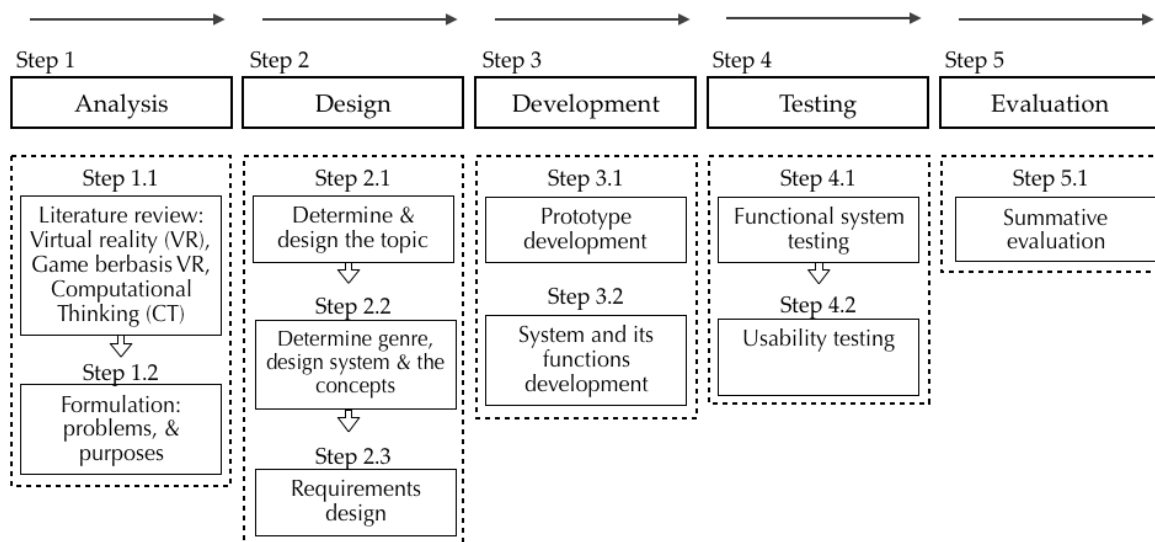 Step 1
Analysis
Step 1.1
Literature review:
Virtual reality (VR),
Game berbasis VR,
Computational
Thinking (CT)
Step 1.2
Formulation:
problems, &
purposes
Step 2
Design
Step 2.1
Determine &
design the topic
Step 2.2
Determine genre,
design system & the
concepts
Step 2.3
Requirements
design
Step 3
Development
Step 3.1
Prototype
development
Step 3.2
System and its
functions
development
Step 4
Testing
Step 4.1
Functional system
testing
Step 4.2
Usability testing
Step 5
Evaluation
Step 5.1
Summative
evaluation